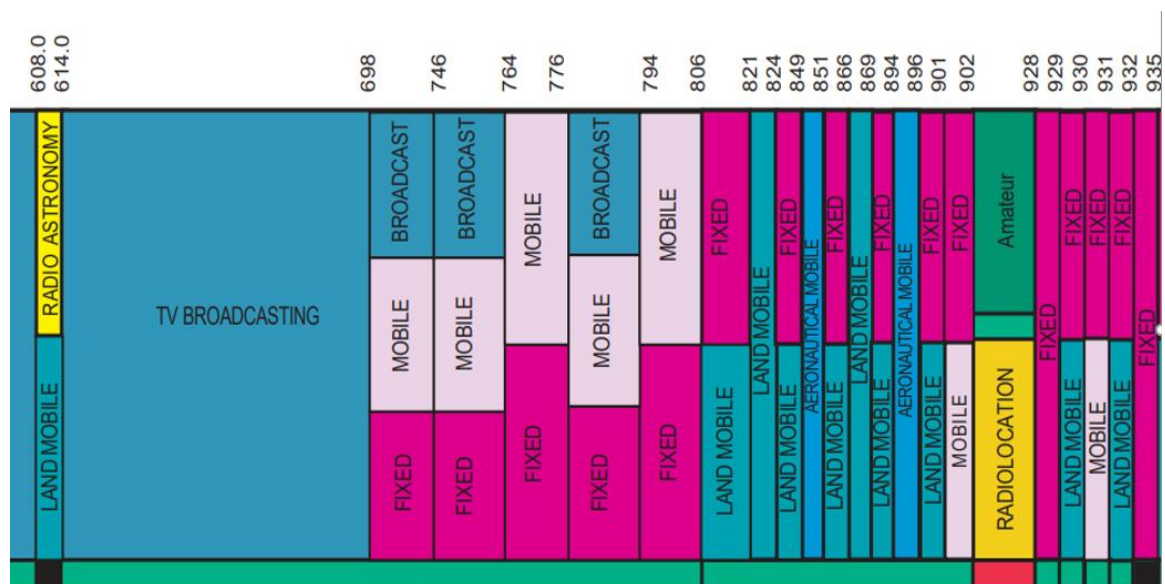 608.0
614.0
698
746
764
776
794
806
821
824
849
851
866
869
894
896
901
902
928
929
930
931
932
935
RADIO ASTRONOMY
LAND MOBILE
TV BROADCASTING
BROADCAST
MOBILE
FIXED
BROADCAST
MOBILE
FIXED
MOBILE
FIXED
BROADCAST
MOBILE
FIXED
MOBILE
FIXED
FIXED
LAND MOBILE
LAND MOBILE
FIXED
LAND MOBILE
AERONAUTICAL MOBILE
FIXED
LAND MOBILE
LAND MOBILE
FIXED
LAND MOBILE
AERONAUTICAL MOBILE
FIXED
LAND MOBILE
FIXED
MOBILE
Amateur
RADIOLOCATION
FIXED
FIXED
LAND MOBILE
FIXED
MOBILE
FIXED
LAND MOBILE
FIXED